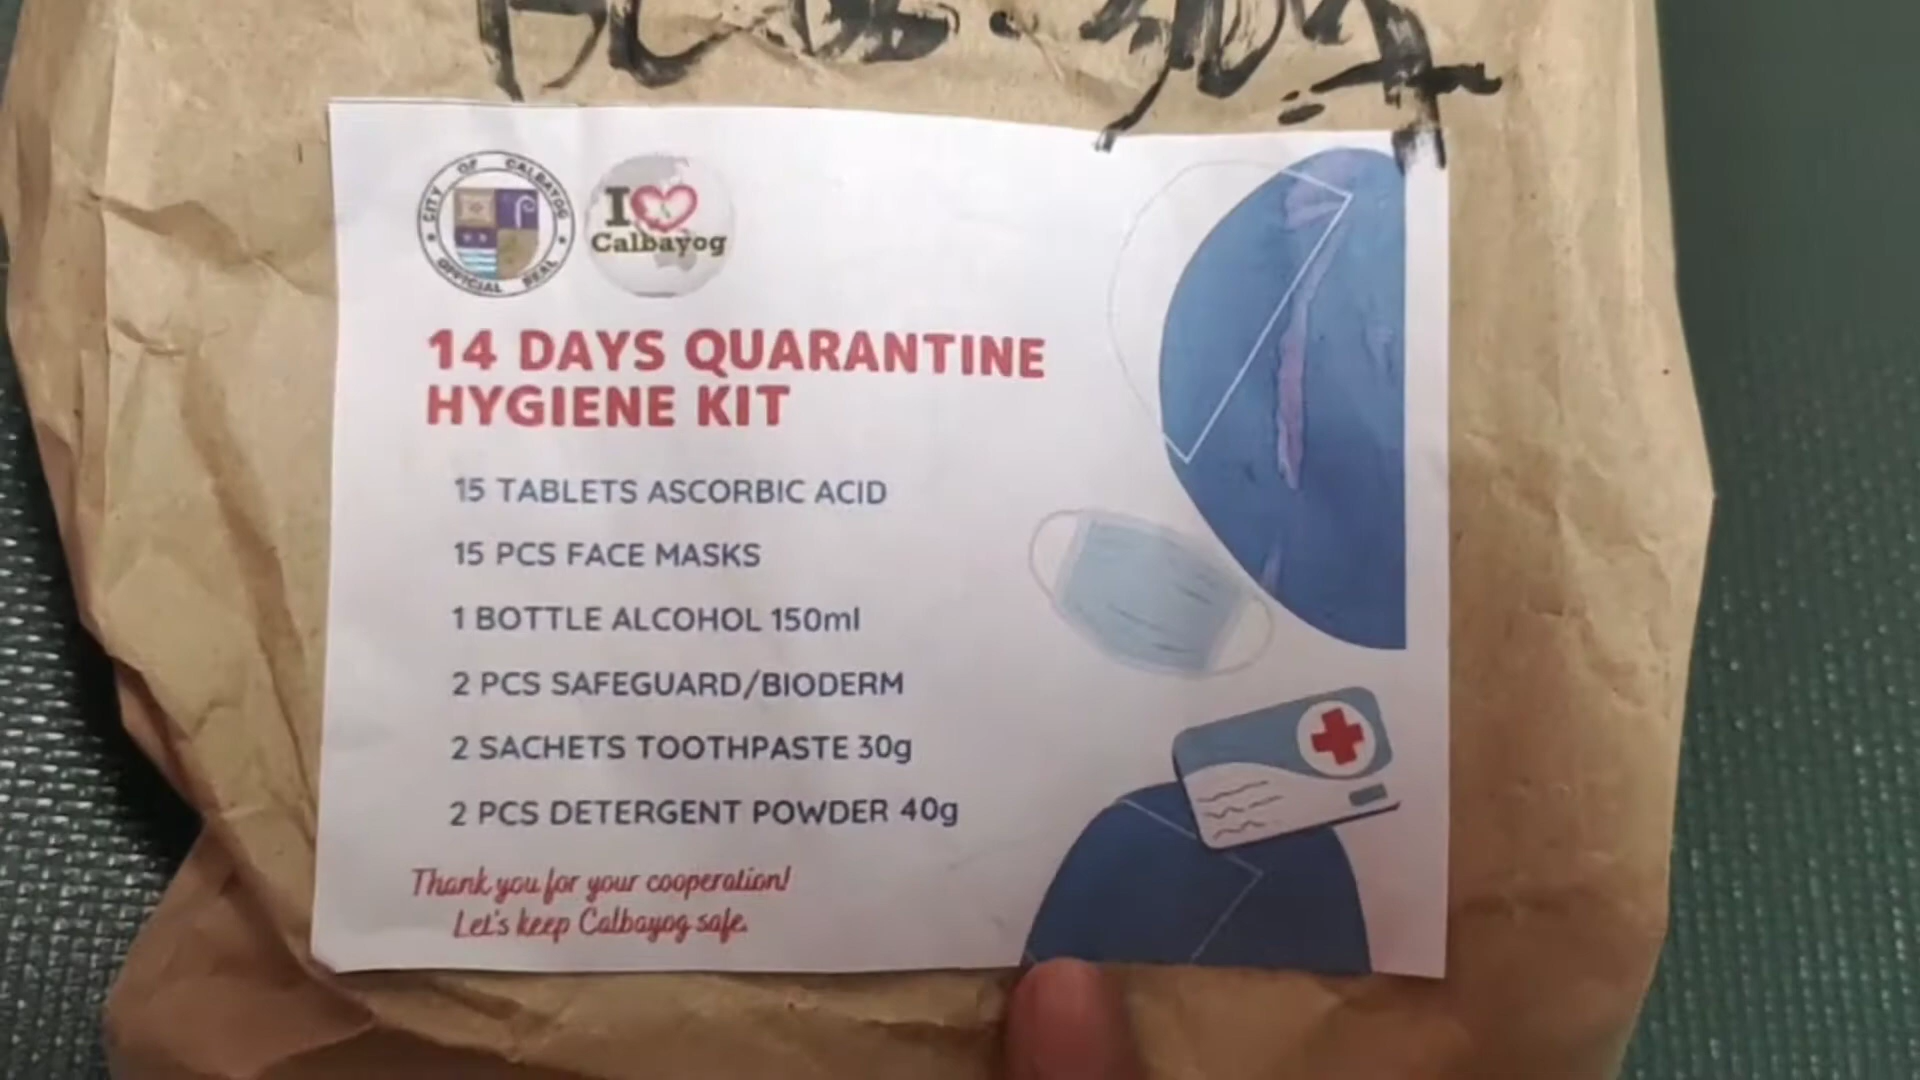 CITY OF CALBAYOG
OFFICIAL SEAL
I
Calbayog
14 DAYS QUARANTINE
HYGIENE KIT
15 TABLETS ASCORBIC ACID
15 PCS FACE MASKS
1 BOTTLE ALCOHOL 150ml
2 PCS SAFEGUARD/BIODERM
2 SACHETS TOOTHPASTE 30g
2 PCS DETERGENT POWDER 40g
Thank you for your cooperation!
Let's keep Calbayog safe.